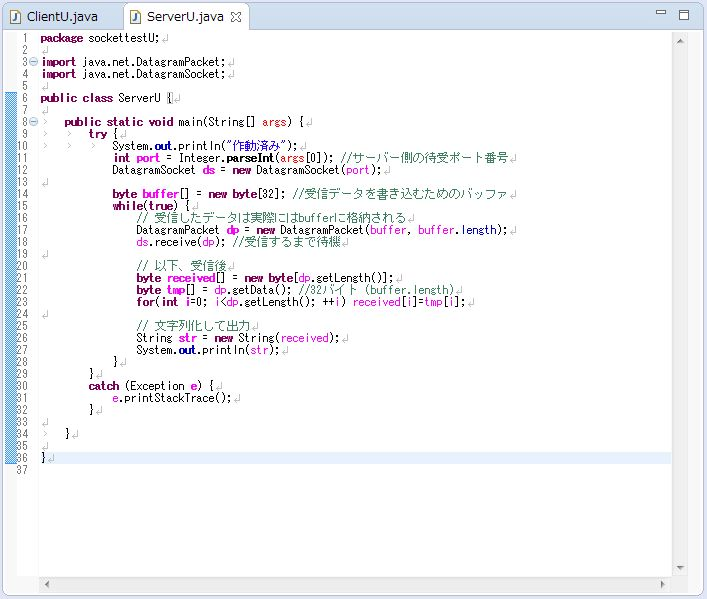 ClientU.java ServerU.java
1 package sockettestU;
2
3 import java.net.DatagramPacket;
4 import java.net.DatagramSocket;
5
6 public class ServerU {
7
8 public static void main(String[] args) {
9 try {
10 System.out.println("作動済み");
11 int port = Integer.parseInt(args[0]); //サーバー側の待受ポート番号
12 DatagramSocket ds = new DatagramSocket(port);
13
14 byte buffer[] = new byte[32]; //受信データを書き込むためのバッファ
15 while(true) {
16 // 受信したデータは実際にはbufferに格納される
17 DatagramPacket dp = new DatagramPacket(buffer, buffer.length);
18 ds.receive(dp); //受信するまで待機
19
20 // 以下、受信後
21 byte received[] = new byte[dp.getLength()];
22 byte tmp[] = dp.getData(); //32バイト (buffer.length)
23 for(int i=0; i<dp.getLength(); ++i) received[i]=tmp[i];
24
25 // 文字列化して出力
26 String str = new String(received);
27 System.out.println(str);
28 }
29 }
30 catch (Exception e) {
31 e.printStackTrace();
32 }
33
34 }
35
36 }
37